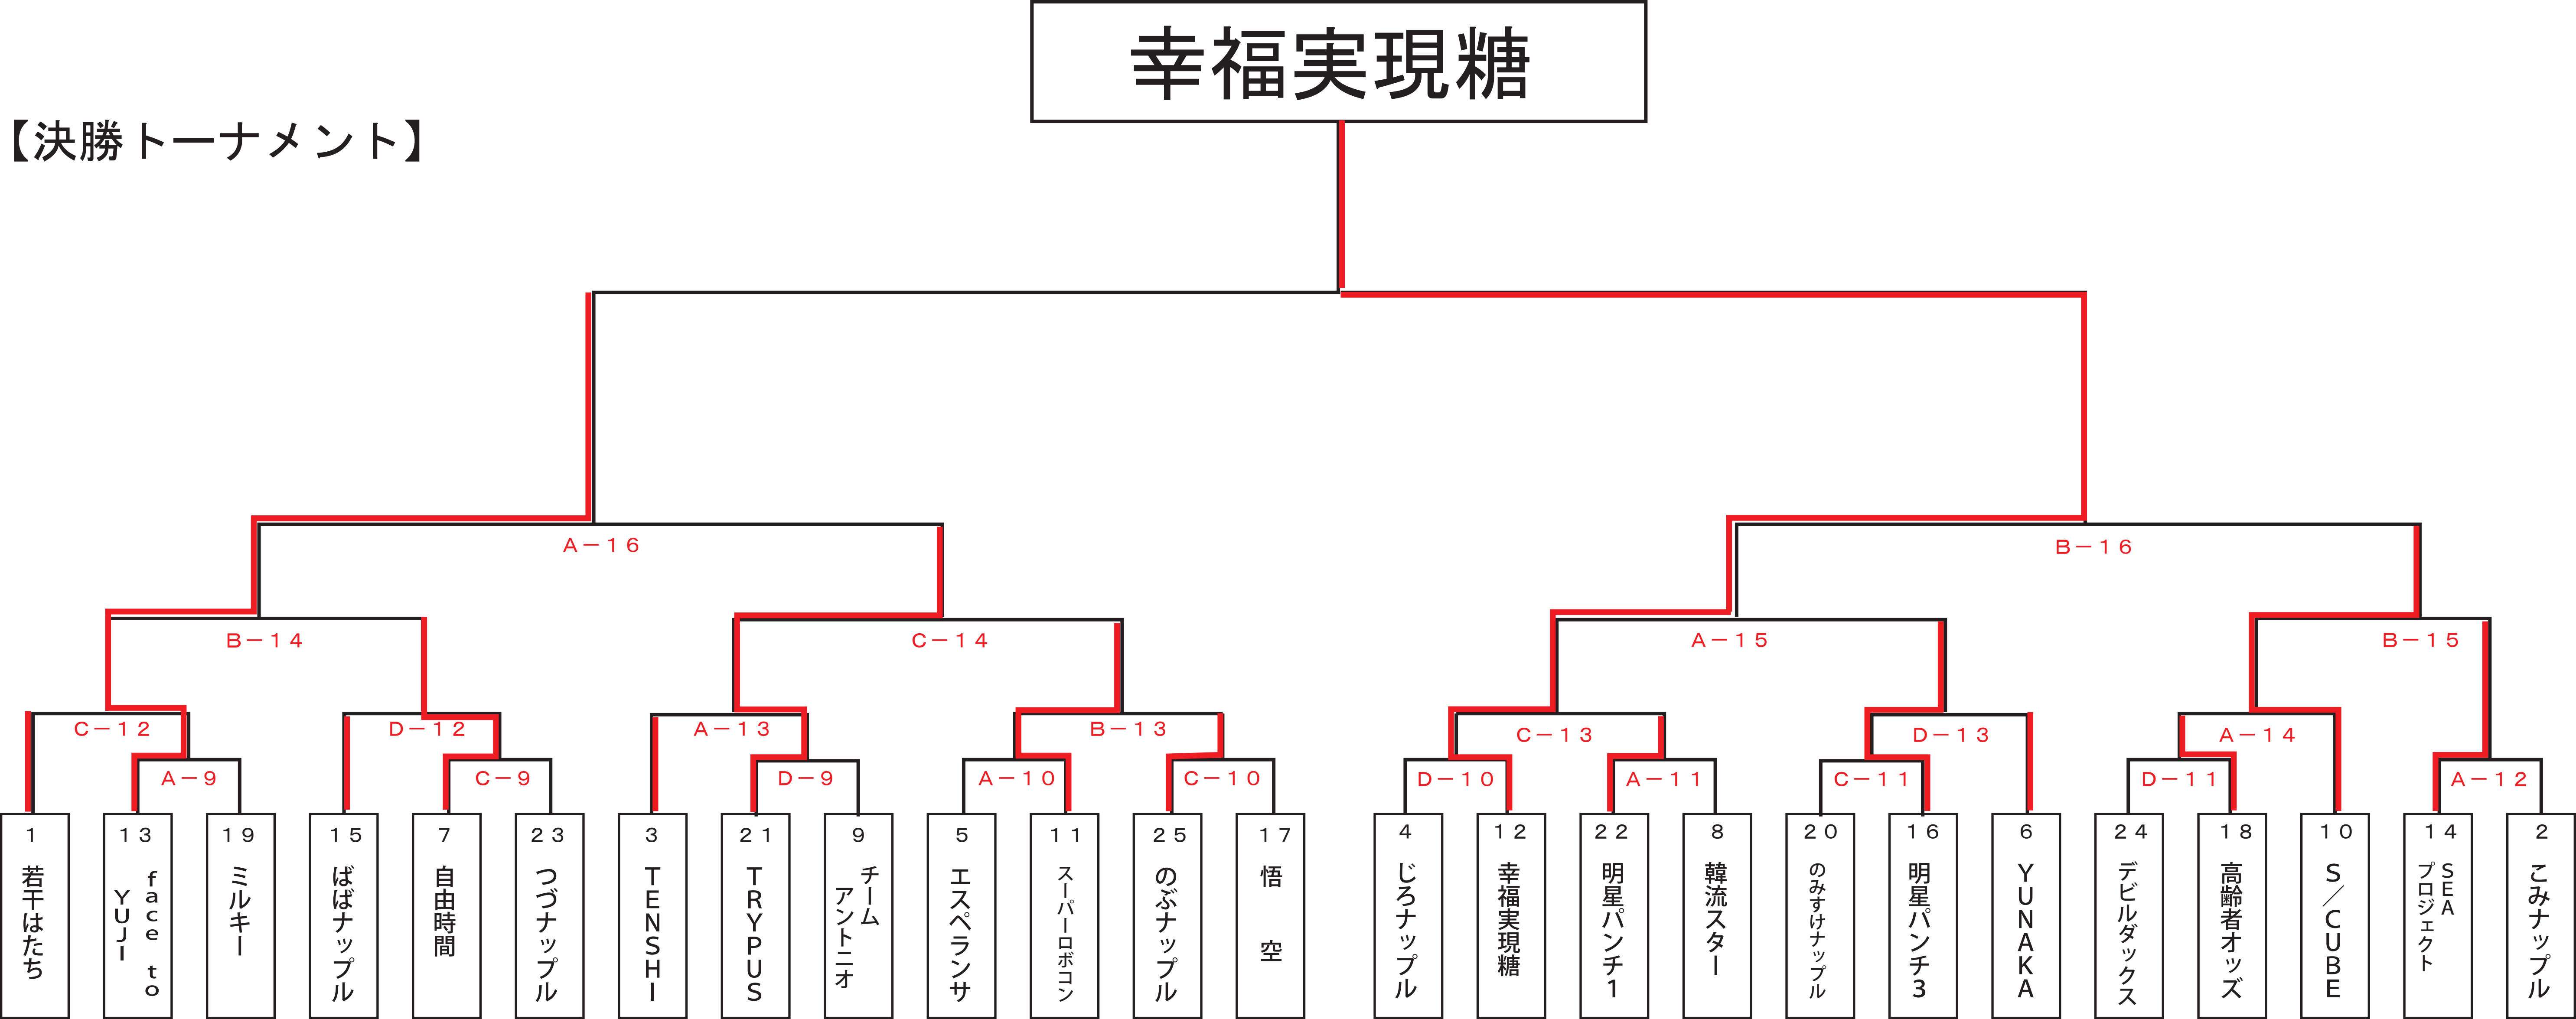 幸福実現糖
【決勝トーナメント】
A－16
B－16
B－14
C－14
A－15
B－15
C－12
D－12
A－13
B－13
C－13
D－13
A－14
A－9
C－9
D－9
A－10
C－10
D－10
A－11
C－11
D－11
A－12
1
若干はたち
13
face to
YUJI
19
ミルキー
15
ばばナップル
7
自由時間
23
つづナップル
3
TENSHI
21
TRYPUS
9
チーム
アントニオ
5
エスペランサ
11
スーパーロボコン
25
のぶナップル
17
悟空
4
じろナップル
12
幸福実現糖
22
明星パンチ1
8
韓流スター
20
のみすけナップル
16
明星パンチ3
6
YUNAKA
24
デビルダックス
18
高齢者オッズ
10
S／CUBE
14
SEA
プロジェクト
2
こみナップル